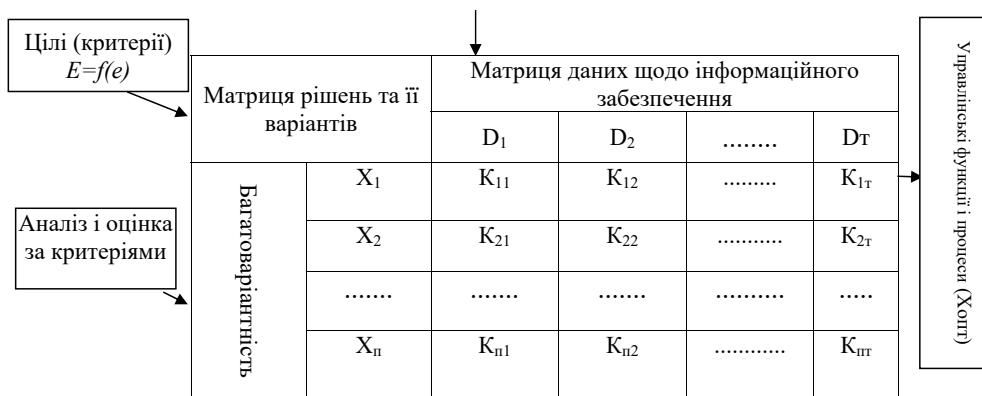 Цілі (критерії)
E=f(e)
Матриця рішень та її
варіантів
Матриця даних щодо інформаційного
забезпечення
D₁ D₂ ........ Dт
Багатоваріантність
X₁ K₁₁ K₁₂ ......... K₁т
Аналіз і оцінка
за критеріями
X₂ K₂₁ K₂₂ ........... K₂т
....... ....... ....... .......... .....
Xп Kп1 Kп2 ............ Kпт
Управлінські функції і процеси (Хопт)